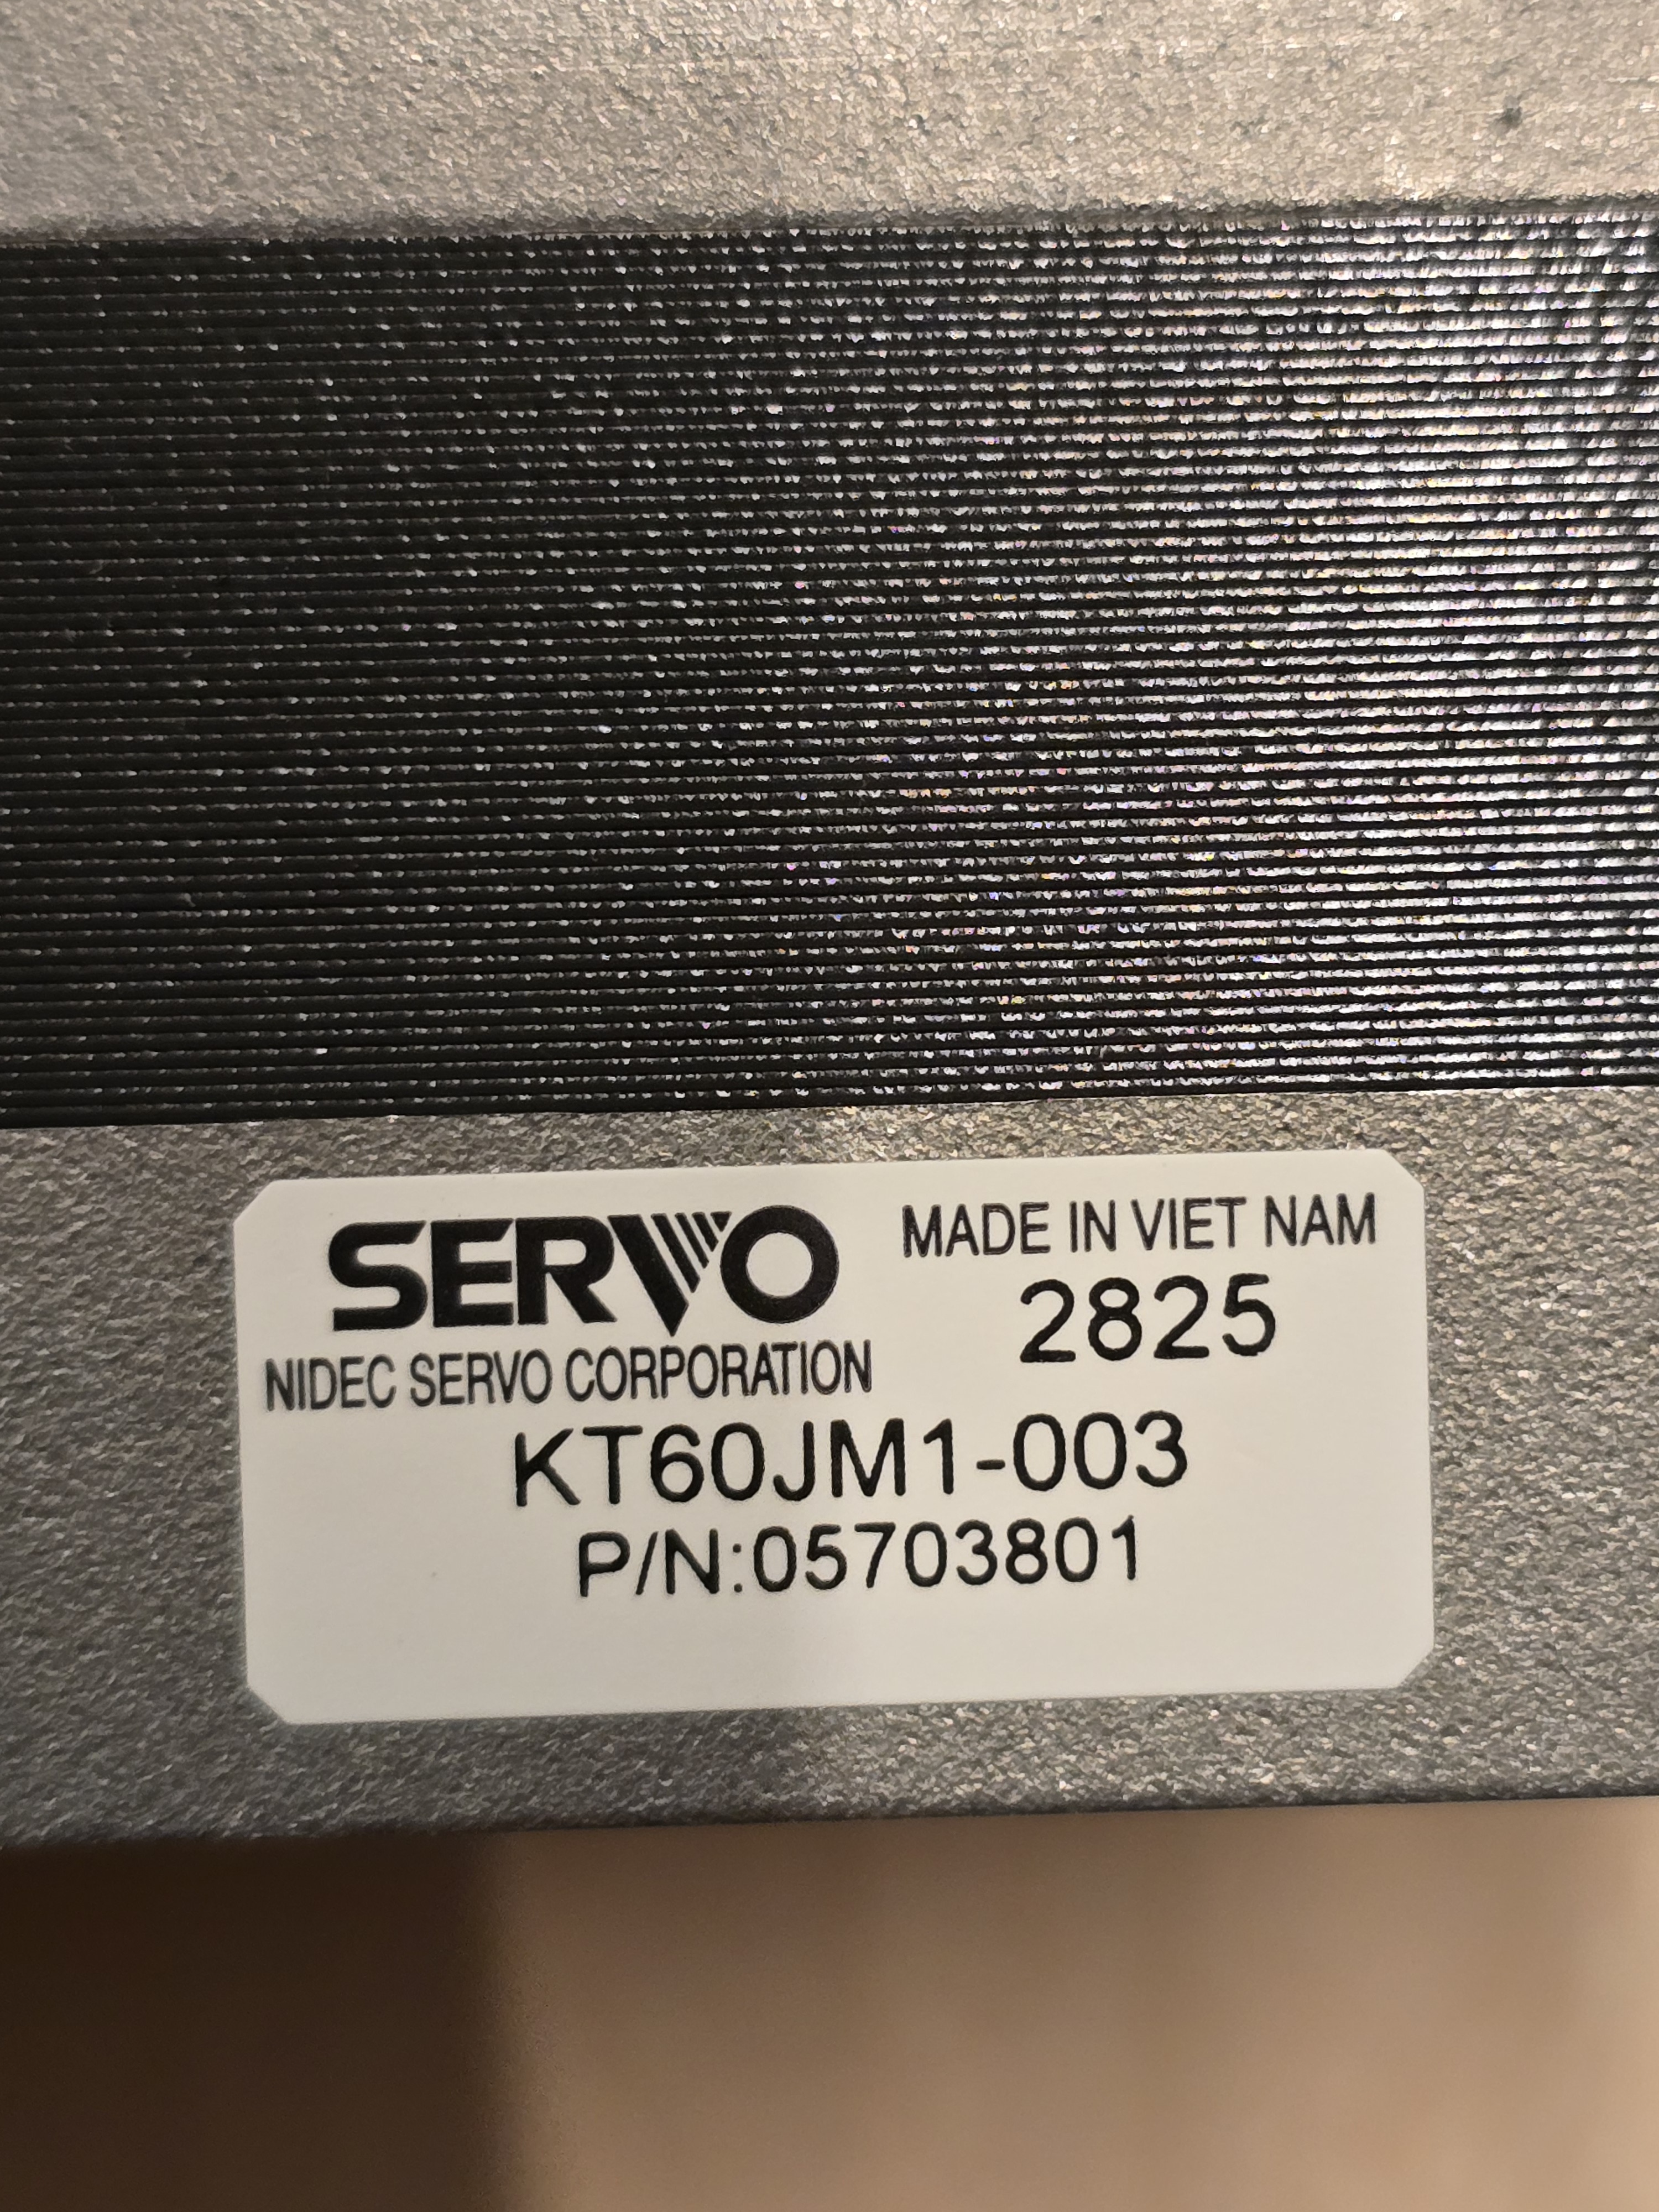 SERVO
NIDEC SERVO CORPORATION
MADE IN VIET NAM
2825
KT60JM1-003
P/N:05703801